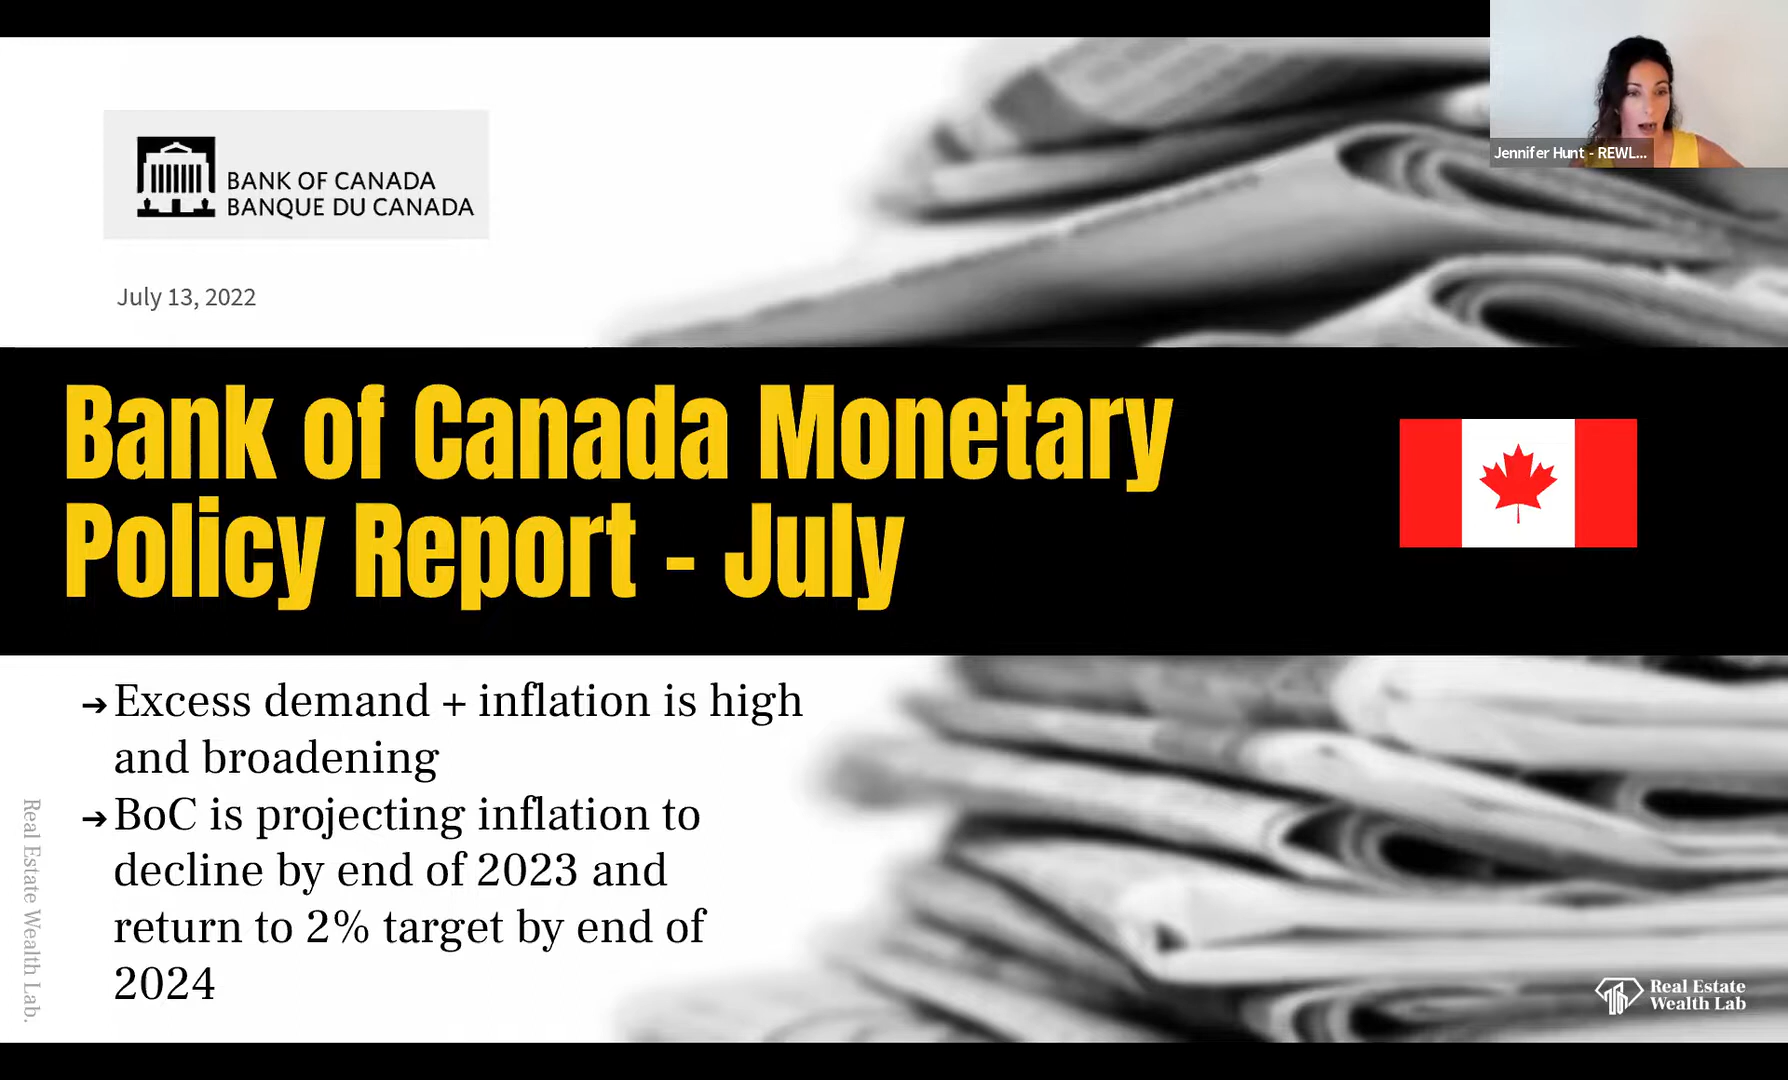 BANK OF CANADA
BANQUE DU CANADA
July 13, 2022
Jennifer Hunt - REWL...
Bank of Canada Monetary
Policy Report - July
➔Excess demand + inflation is high
and broadening
➔BoC is projecting inflation to
decline by end of 2023 and
return to 2% target by end of
2024
Real Estate Wealth Lab.
Real Estate
Wealth Lab